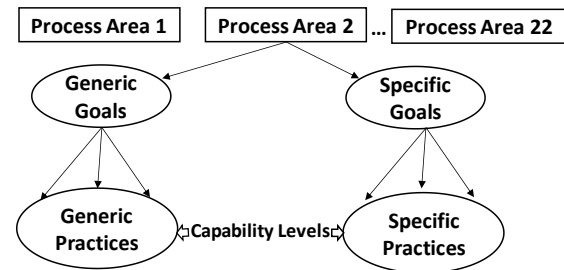 Process Area 1 Process Area 2 ... Process Area 22
Generic
Goals
Specific
Goals
Generic
Practices
Capability Levels
Specific
Practices